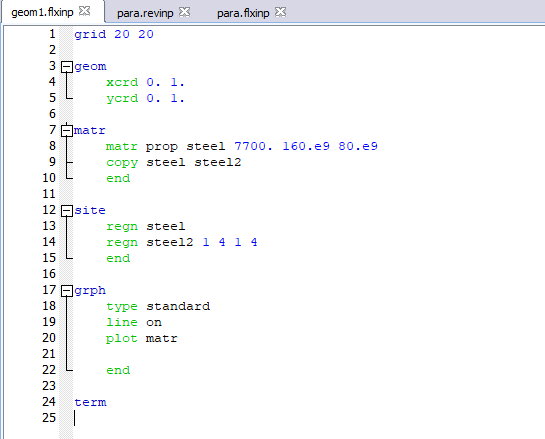 geom1.flxinp para.revinp para.flxinp
1 grid 20 20
2
3 geom
4 xcrd 0. 1.
5 ycrd 0. 1.
6
7 matr
8 matr prop steel 7700. 160.e9 80.e9
9 copy steel steel2
10 end
11
12 site
13 regn steel
14 regn steel2 1 4 1 4
15 end
16
17 grph
18 type standard
19 line on
20 plot matr
21
22 end
23
24 term
25